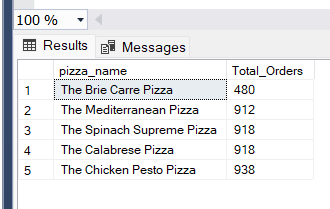 100 %
Results Messages
pizza_name Total_Orders
1 The Brie Carre Pizza 480
2 The Mediterranean Pizza 912
3 The Spinach Supreme Pizza 918
4 The Calabrese Pizza 918
5 The Chicken Pesto Pizza 938